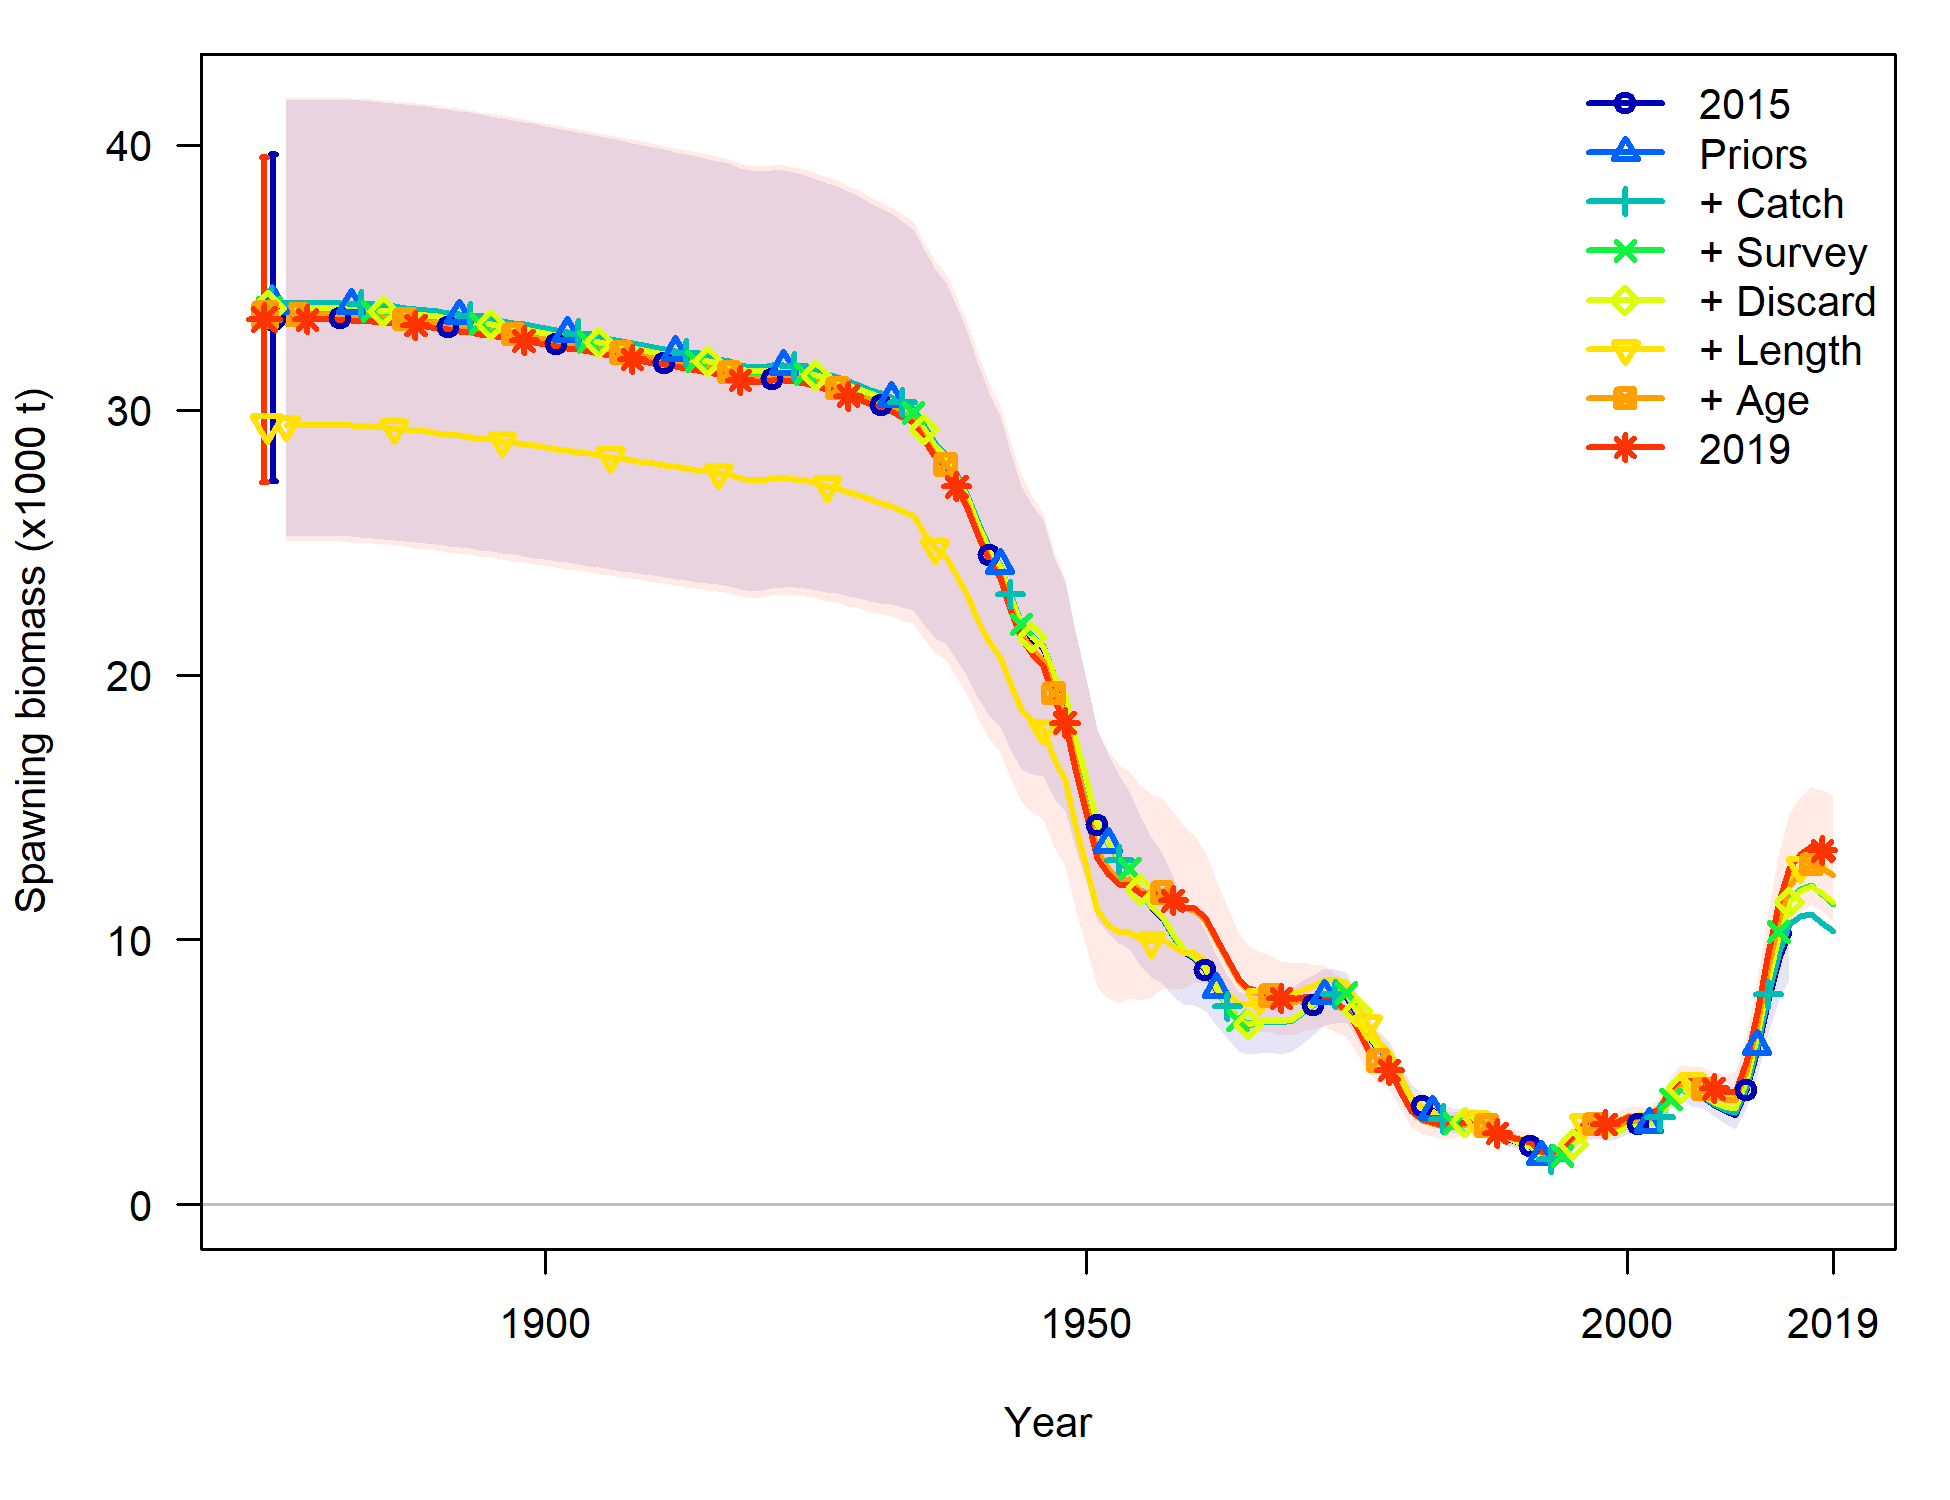 2015
Priors
+ Catch
+ Survey
+ Discard
+ Length
+ Age
2019
Spawning biomass (x1000 t)
40
30
20
10
0
1900 1950 2000 2019
Year